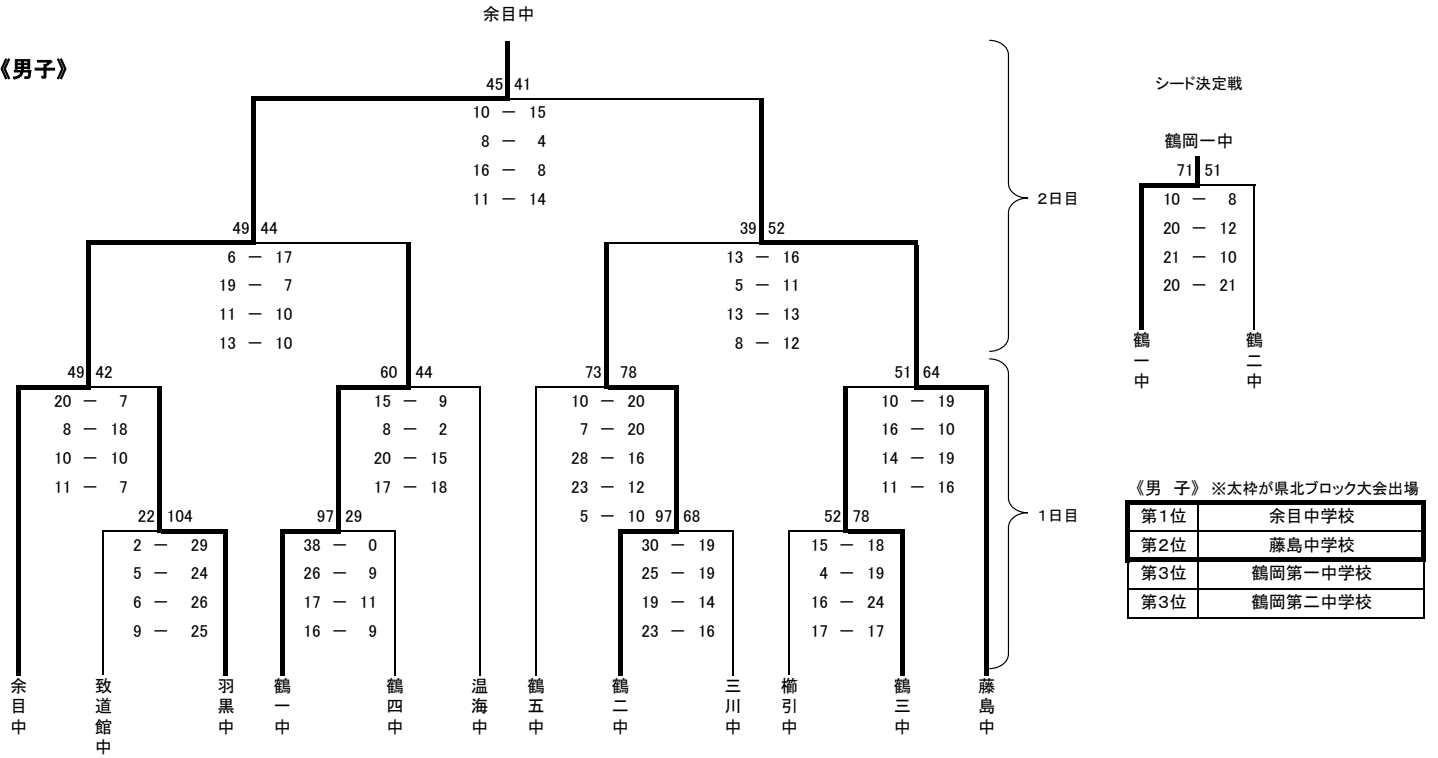 余目中
《男子》
45 41
10 － 15
8 － 4
16 － 8
11 － 14
2日目
シード決定戦
鶴岡一中
71 51
10 － 8
20 － 12
21 － 10
20 － 21
鶴一中
鶴二中
49 44
6 － 17
19 － 7
11 － 10
13 － 10
39 52
13 － 16
5 － 11
13 － 13
8 － 12
49 42
20 － 7
8 － 18
10 － 10
11 － 7
60 44
15 － 9
8 － 2
20 － 15
17 － 18
73 78
10 － 20
7 － 20
28 － 16
23 － 12
5 － 10
51 64
10 － 19
16 － 10
14 － 19
11 － 16
1日目
22 104
2 － 29
5 － 24
6 － 26
9 － 25
97 29
38 － 0
26 － 9
17 － 11
16 － 9
97 68
30 － 19
25 － 19
19 － 14
23 － 16
52 78
15 － 18
4 － 19
16 － 24
17 － 17
余目中
致道館中
羽黒中
鶴一中
鶴四中
温海中
鶴五中
鶴二中
三川中
櫛引中
鶴三中
藤島中
《男 子》 ※太枠が県北ブロック大会出場
第1位 余目中学校
第2位 藤島中学校
第3位 鶴岡第一中学校
第3位 鶴岡第二中学校